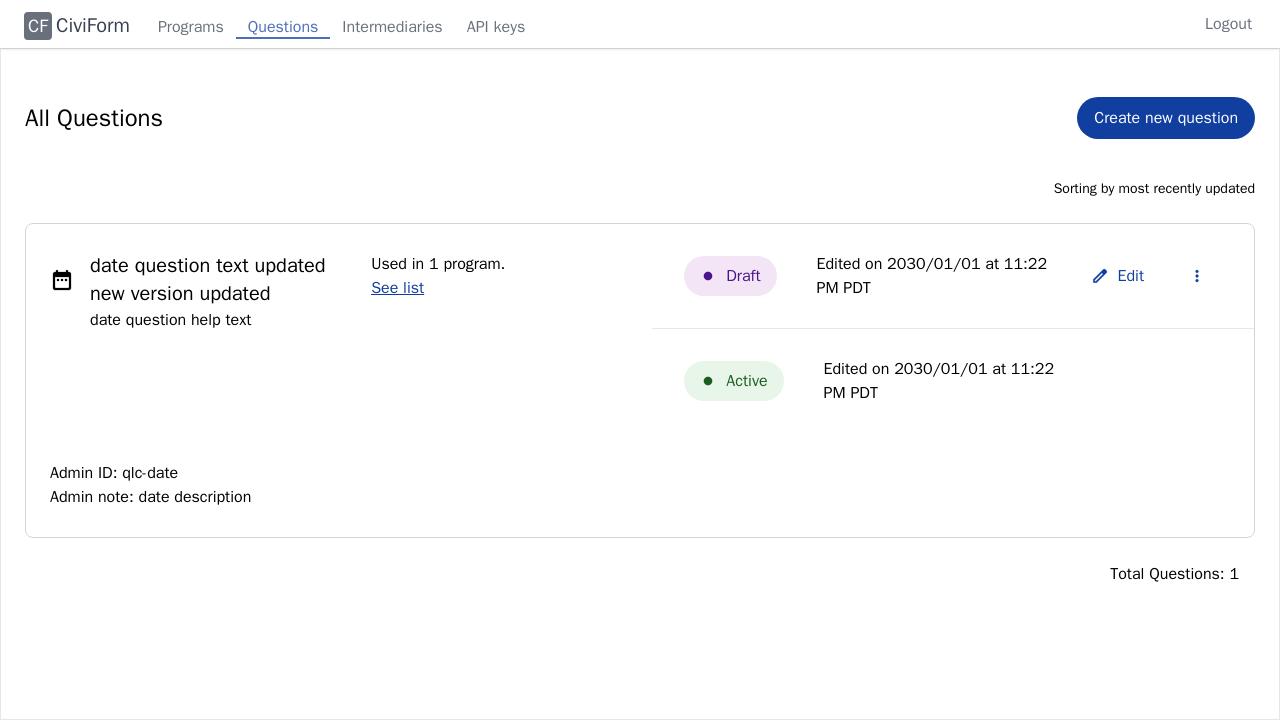 CF CiviForm Programs Questions Intermediaries API keys Logout
All Questions
Create new question
Sorting by most recently updated
date question text updated
new version updated
date question help text
Used in 1 program.
See list
Draft
Edited on 2030/01/01 at 11:22
PM PDT
Edit
Active
Edited on 2030/01/01 at 11:22
PM PDT
Admin ID: qlc-date
Admin note: date description
Total Questions: 1